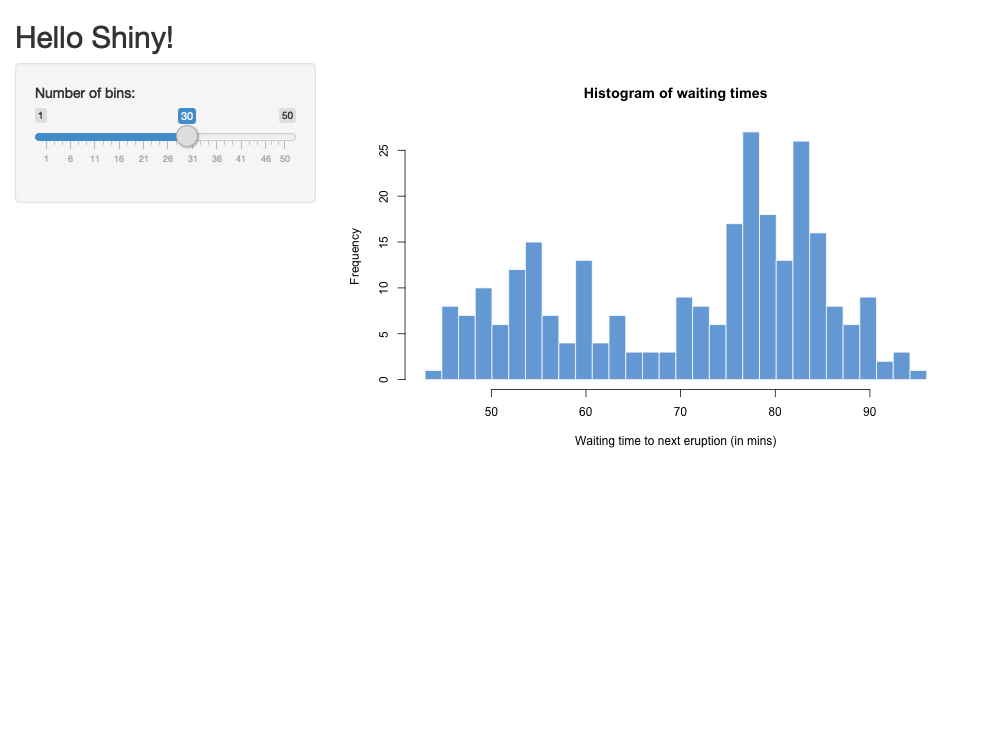 Hello Shiny!
Number of bins:
1 30 50
1 6 11 16 21 26 31 36 41 46 50
Histogram of waiting times
Frequency
25
20
15
10
5
0
50 60 70 80 90
Waiting time to next eruption (in mins)